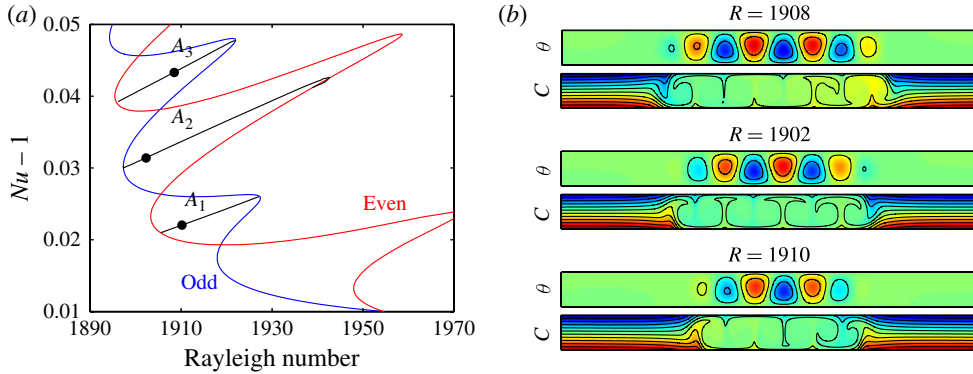 (a)
0.05
0.04
0.03
0.02
0.01
Nu – 1
A3
A2
A1
Even
Odd
1890 1910 1930 1950 1970
Rayleigh number
(b)
R = 1908
θ
C
R = 1902
θ
C
R = 1910
θ
C